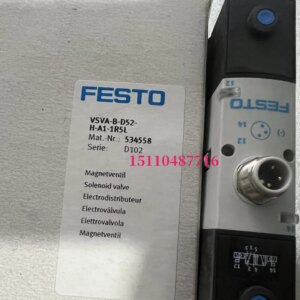 FESTO
VSVA-B-D52-
H-A1-1R5L
Mat.-Nr.: 534558
Serie: D102
15110487716
Magnetventil
Solenoid valve
Electrodistributeur
Electroválvula
Elettrovalvola
Magnetventil
FESTO
12
14